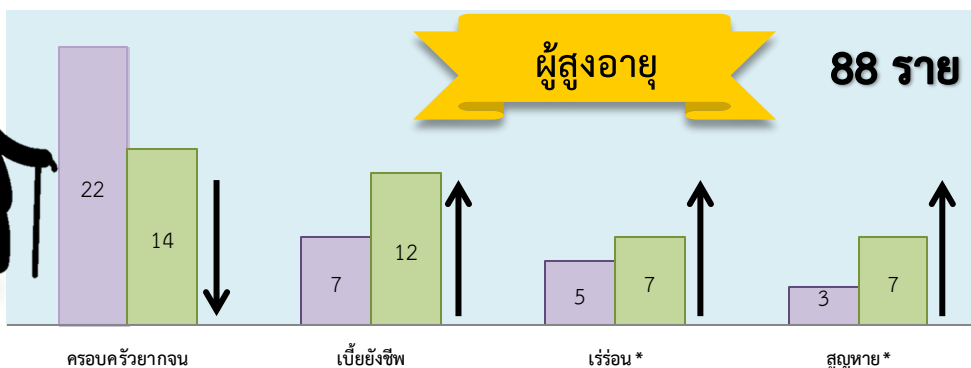 ผู้สูงอายุ
88 ราย
22
14
7
12
5
7
3
7
ครอบครัวยากจน
เบี้ยยังชีพ
เร่ร่อน *
สูญหาย *